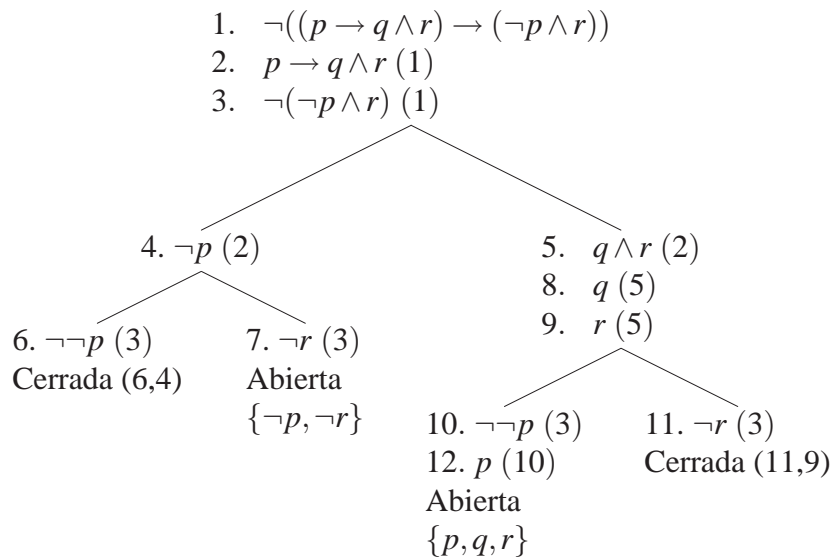 1. ¬((p → q ∧ r) → (¬p ∧ r))
2. p → q ∧ r (1)
3. ¬(¬p ∧ r) (1)
4. ¬p (2)
5. q ∧ r (2)
8. q (5)
9. r (5)
6. ¬¬p (3)
Cerrada (6,4)
7. ¬r (3)
Abierta
{¬p, ¬r}
10. ¬¬p (3)
12. p (10)
Abierta
{p, q, r}
11. ¬r (3)
Cerrada (11,9)